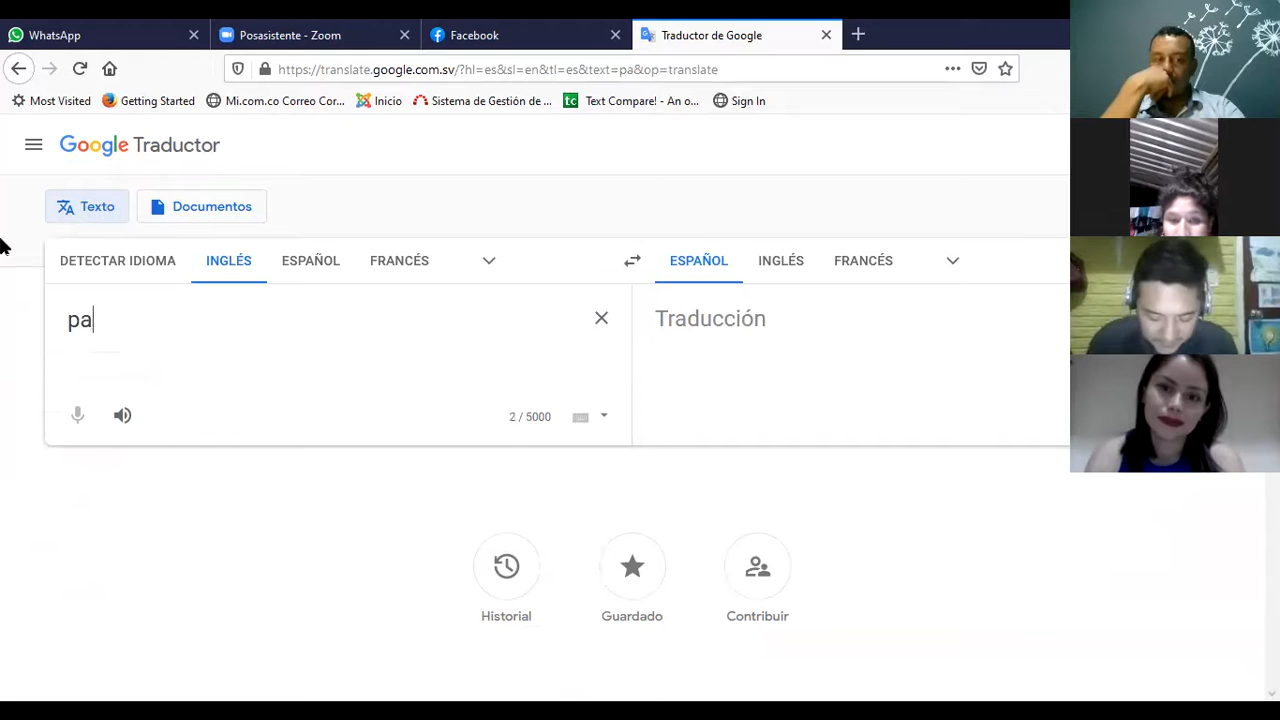 WhatsApp
Posasistente - Zoom
Facebook
Traductor de Google
https://translate.google.com.sv/?hl=es&sl=en&tl=es&text=pa&op=translate
Most Visited
Getting Started
Mi.com.co Correo Cor...
Inicio
Sistema de Gestión de ...
tc
Text Compare! - An o...
Sign In
Google Traductor
Texto
Documentos
DETECTAR IDIOMA
INGLÉS
ESPAÑOL
FRANCÉS
ESPAÑOL
INGLÉS
FRANCÉS
pa
Traducción
2 / 5000
Historial
Guardado
Contribuir